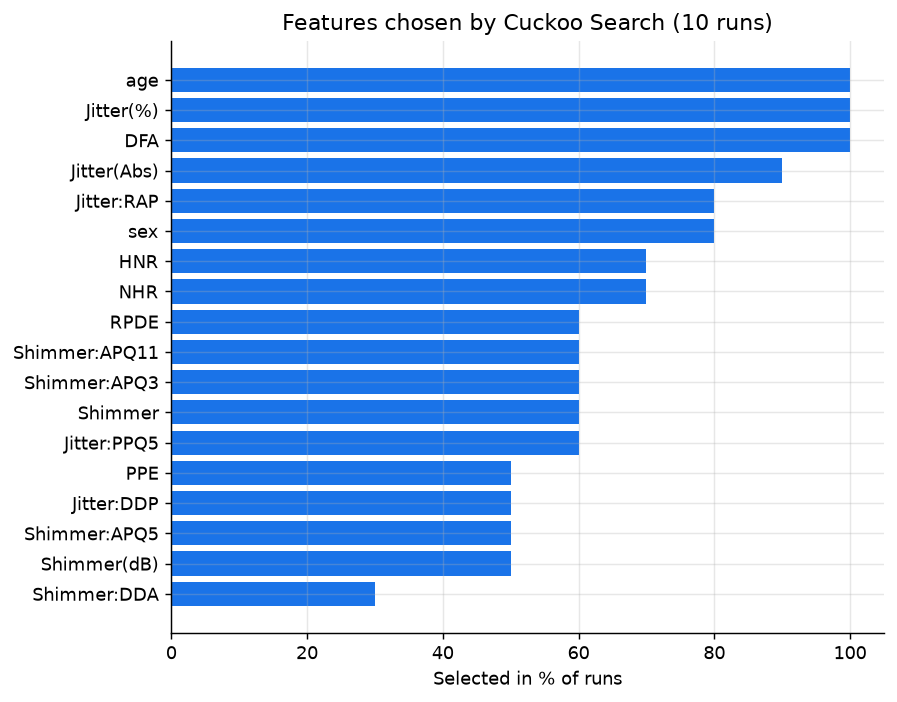 Features chosen by Cuckoo Search (10 runs)
age
Jitter(%)
DFA
Jitter(Abs)
Jitter:RAP
sex
HNR
NHR
RPDE
Shimmer:APQ11
Shimmer:APQ3
Shimmer
Jitter:PPQ5
PPE
Jitter:DDP
Shimmer:APQ5
Shimmer(dB)
Shimmer:DDA
0 20 40 60 80 100
Selected in % of runs